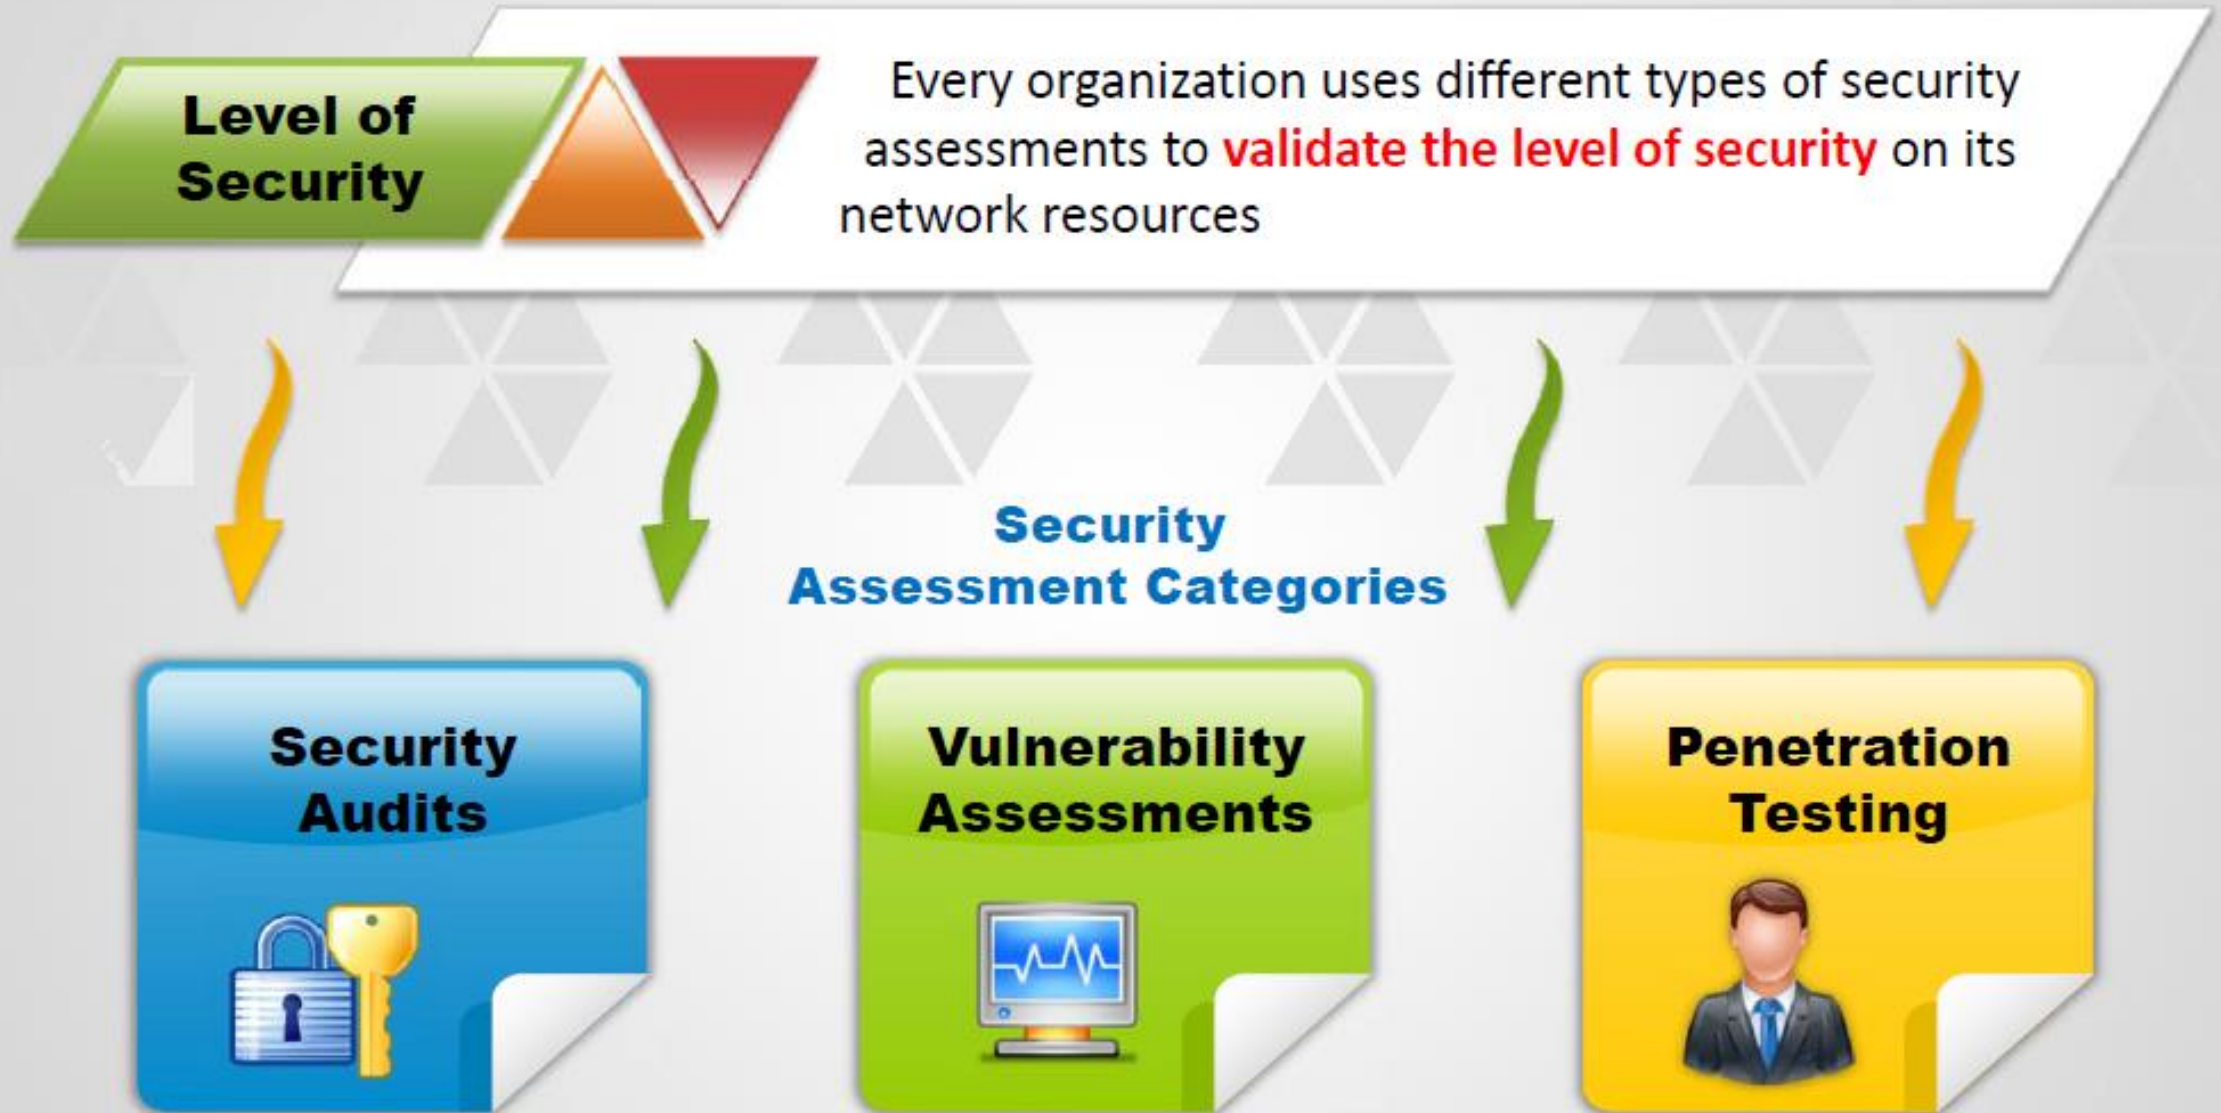 Level of
Security
Every organization uses different types of security
assessments to validate the level of security on its
network resources
Security
Assessment Categories
Security
Audits
Vulnerability
Assessments
Penetration
Testing